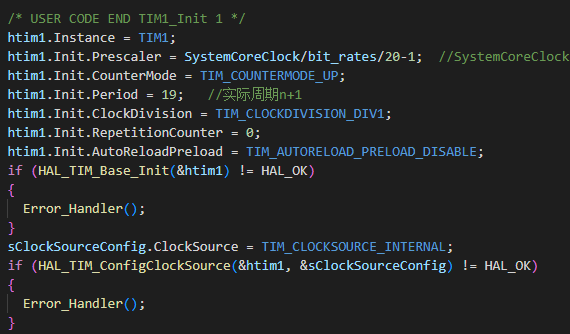 /* USER CODE END TIM1_Init 1 */
htim1.Instance = TIM1;
htim1.Init.Prescaler = SystemCoreClock/bit_rates/20-1;  //SystemCoreClock
htim1.Init.CounterMode = TIM_COUNTERMODE_UP;
htim1.Init.Period = 19;   //实际周期n+1
htim1.Init.ClockDivision = TIM_CLOCKDIVISION_DIV1;
htim1.Init.RepetitionCounter = 0;
htim1.Init.AutoReloadPreload = TIM_AUTORELOAD_PRELOAD_DISABLE;
if (HAL_TIM_Base_Init(&htim1) != HAL_OK)
{
  Error_Handler();
}
sClockSourceConfig.ClockSource = TIM_CLOCKSOURCE_INTERNAL;
if (HAL_TIM_ConfigClockSource(&htim1, &sClockSourceConfig) != HAL_OK)
{
  Error_Handler();
}